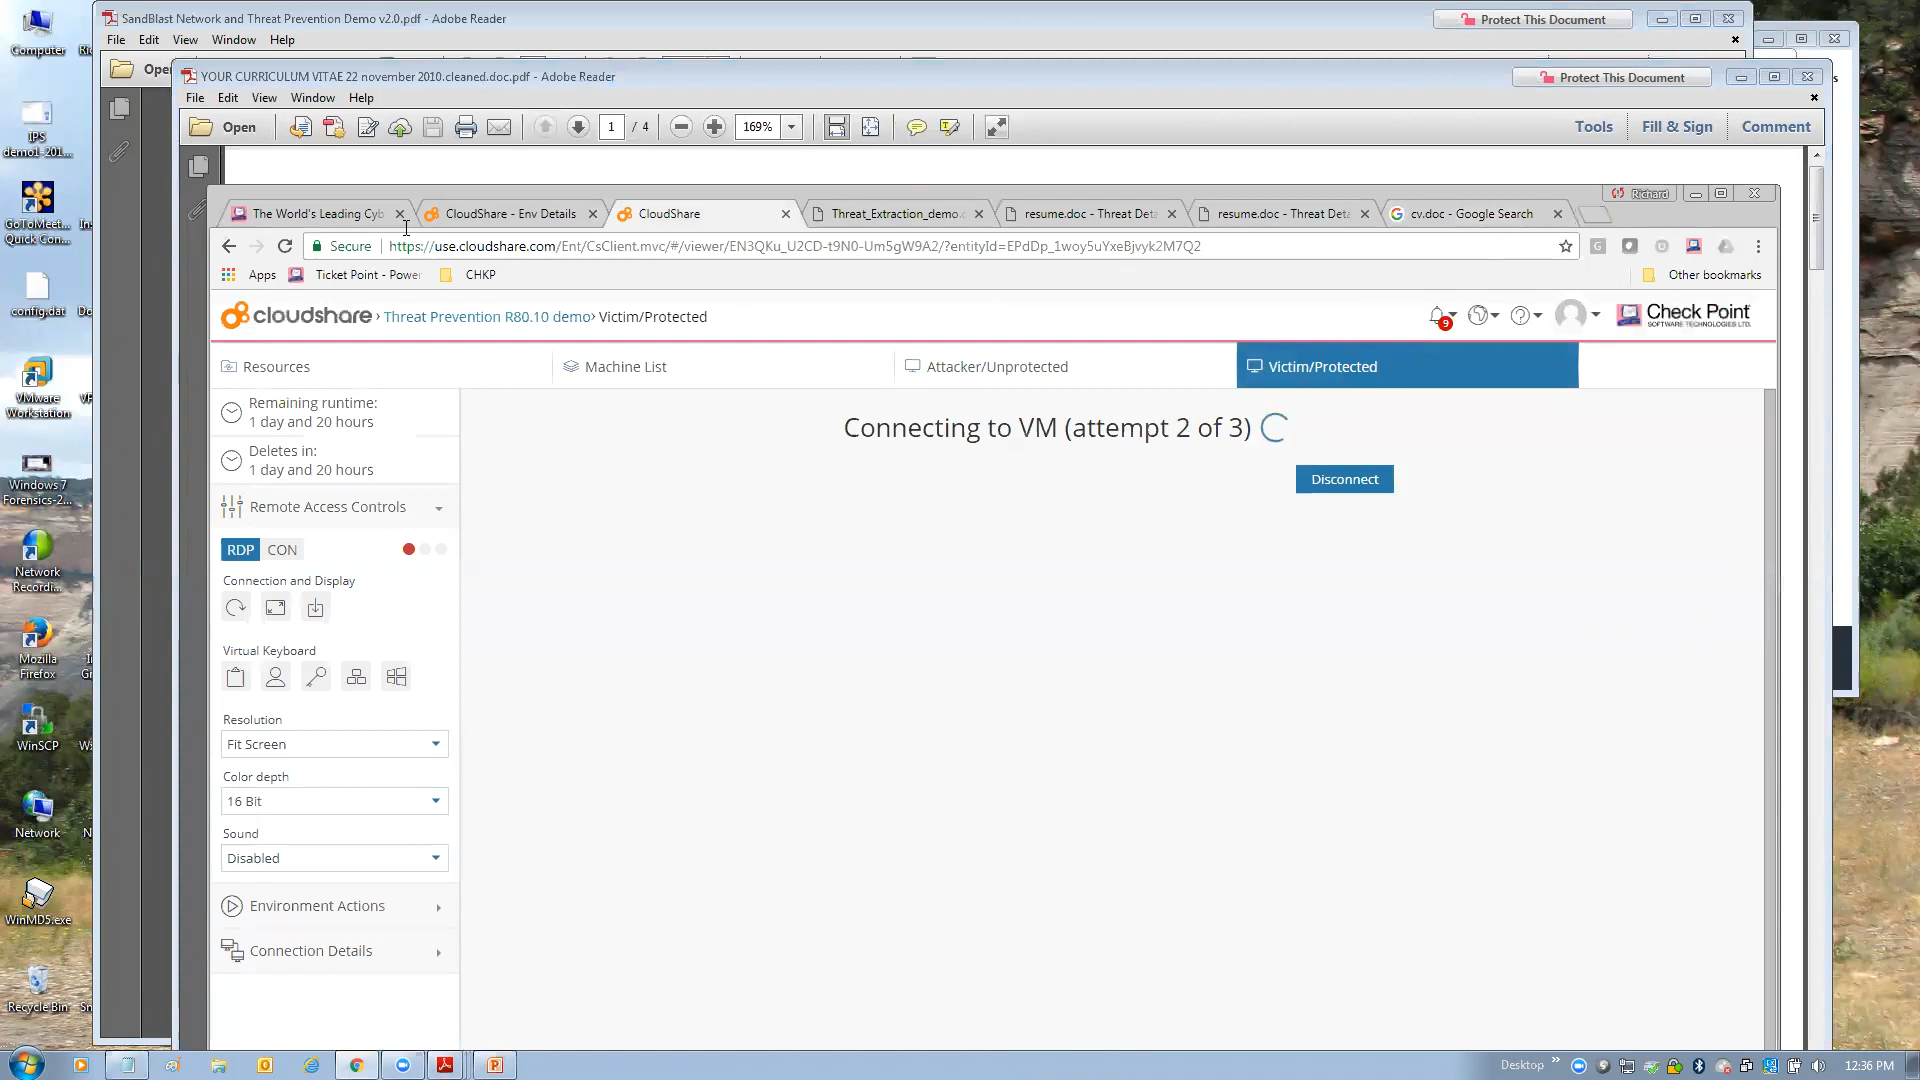 SandBlast Network and Threat Prevention Demo v2.0.pdf - Adobe Reader
Protect This Document
File Edit View Window Help
YOUR CURRICULUM VITAE 22 november 2010.cleaned.doc.pdf - Adobe Reader
Protect This Document
File Edit View Window Help
Open 1 / 4 169% Tools Fill & Sign Comment
Richard
The World's Leading Cyb
CloudShare - Env Details
CloudShare
Threat_Extraction_demo.
resume.doc - Threat Deta
resume.doc - Threat Deta
cv.doc - Google Search
Secure https://use.cloudshare.com/Ent/CsClient.mvc/#/viewer/EN3QKu_U2CD-t9N0-Um5gW9A2/?entityId=EPdDp_1woy5uYxeBjvyk2M7Q2
Apps Ticket Point - Power CHKP Other bookmarks
cloudshare › Threat Prevention R80.10 demo › Victim/Protected
9
Check Point
SOFTWARE TECHNOLOGIES LTD.
Resources Machine List Attacker/Unprotected Victim/Protected
Remaining runtime:
1 day and 20 hours
Deletes in:
1 day and 20 hours
Remote Access Controls
RDP CON
Connection and Display
Virtual Keyboard
Resolution
Fit Screen
Color depth
16 Bit
Sound
Disabled
Environment Actions
Connection Details
Connecting to VM (attempt 2 of 3)
Disconnect
Computer
IPS
demo1-201...
GoToMeet...
Quick Con...
config.dat
VMware
Workstation
Windows 7
Forensics-2...
Network
Recordi...
Mozilla
Firefox
WinSCP
Network
WinMD5.exe
Recycle Bin
Desktop
12:36 PM